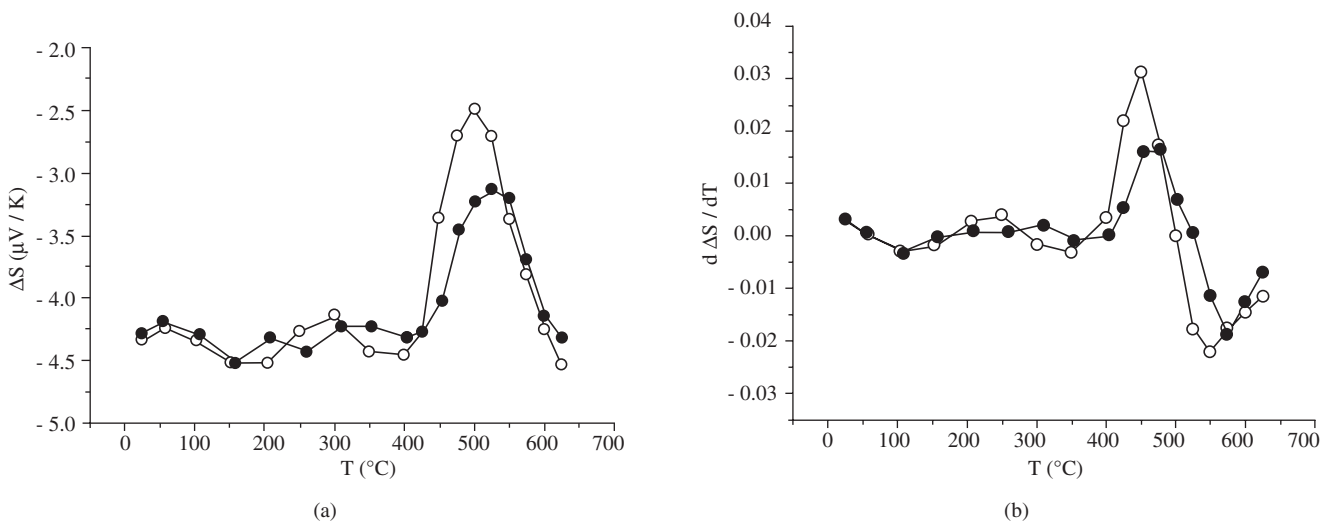 - 2.0
- 2.5
- 3.0
- 3.5
- 4.0
- 4.5
- 5.0
ΔS (µV / K)
0 100 200 300 400 500 600 700
T (°C)
(a)
0.04
0.03
0.02
0.01
0.00
- 0.01
- 0.02
- 0.03
d ΔS / dT
0 100 200 300 400 500 600 700
T (°C)
(b)